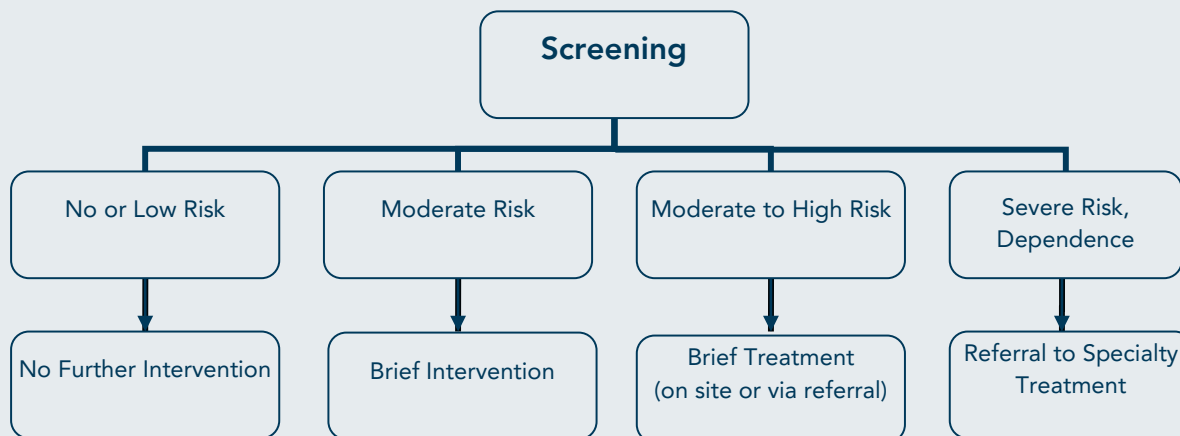 Screening
No or Low Risk
Moderate Risk
Moderate to High Risk
Severe Risk,
Dependence
No Further Intervention
Brief Intervention
Brief Treatment
(on site or via referral)
Referral to Specialty
Treatment